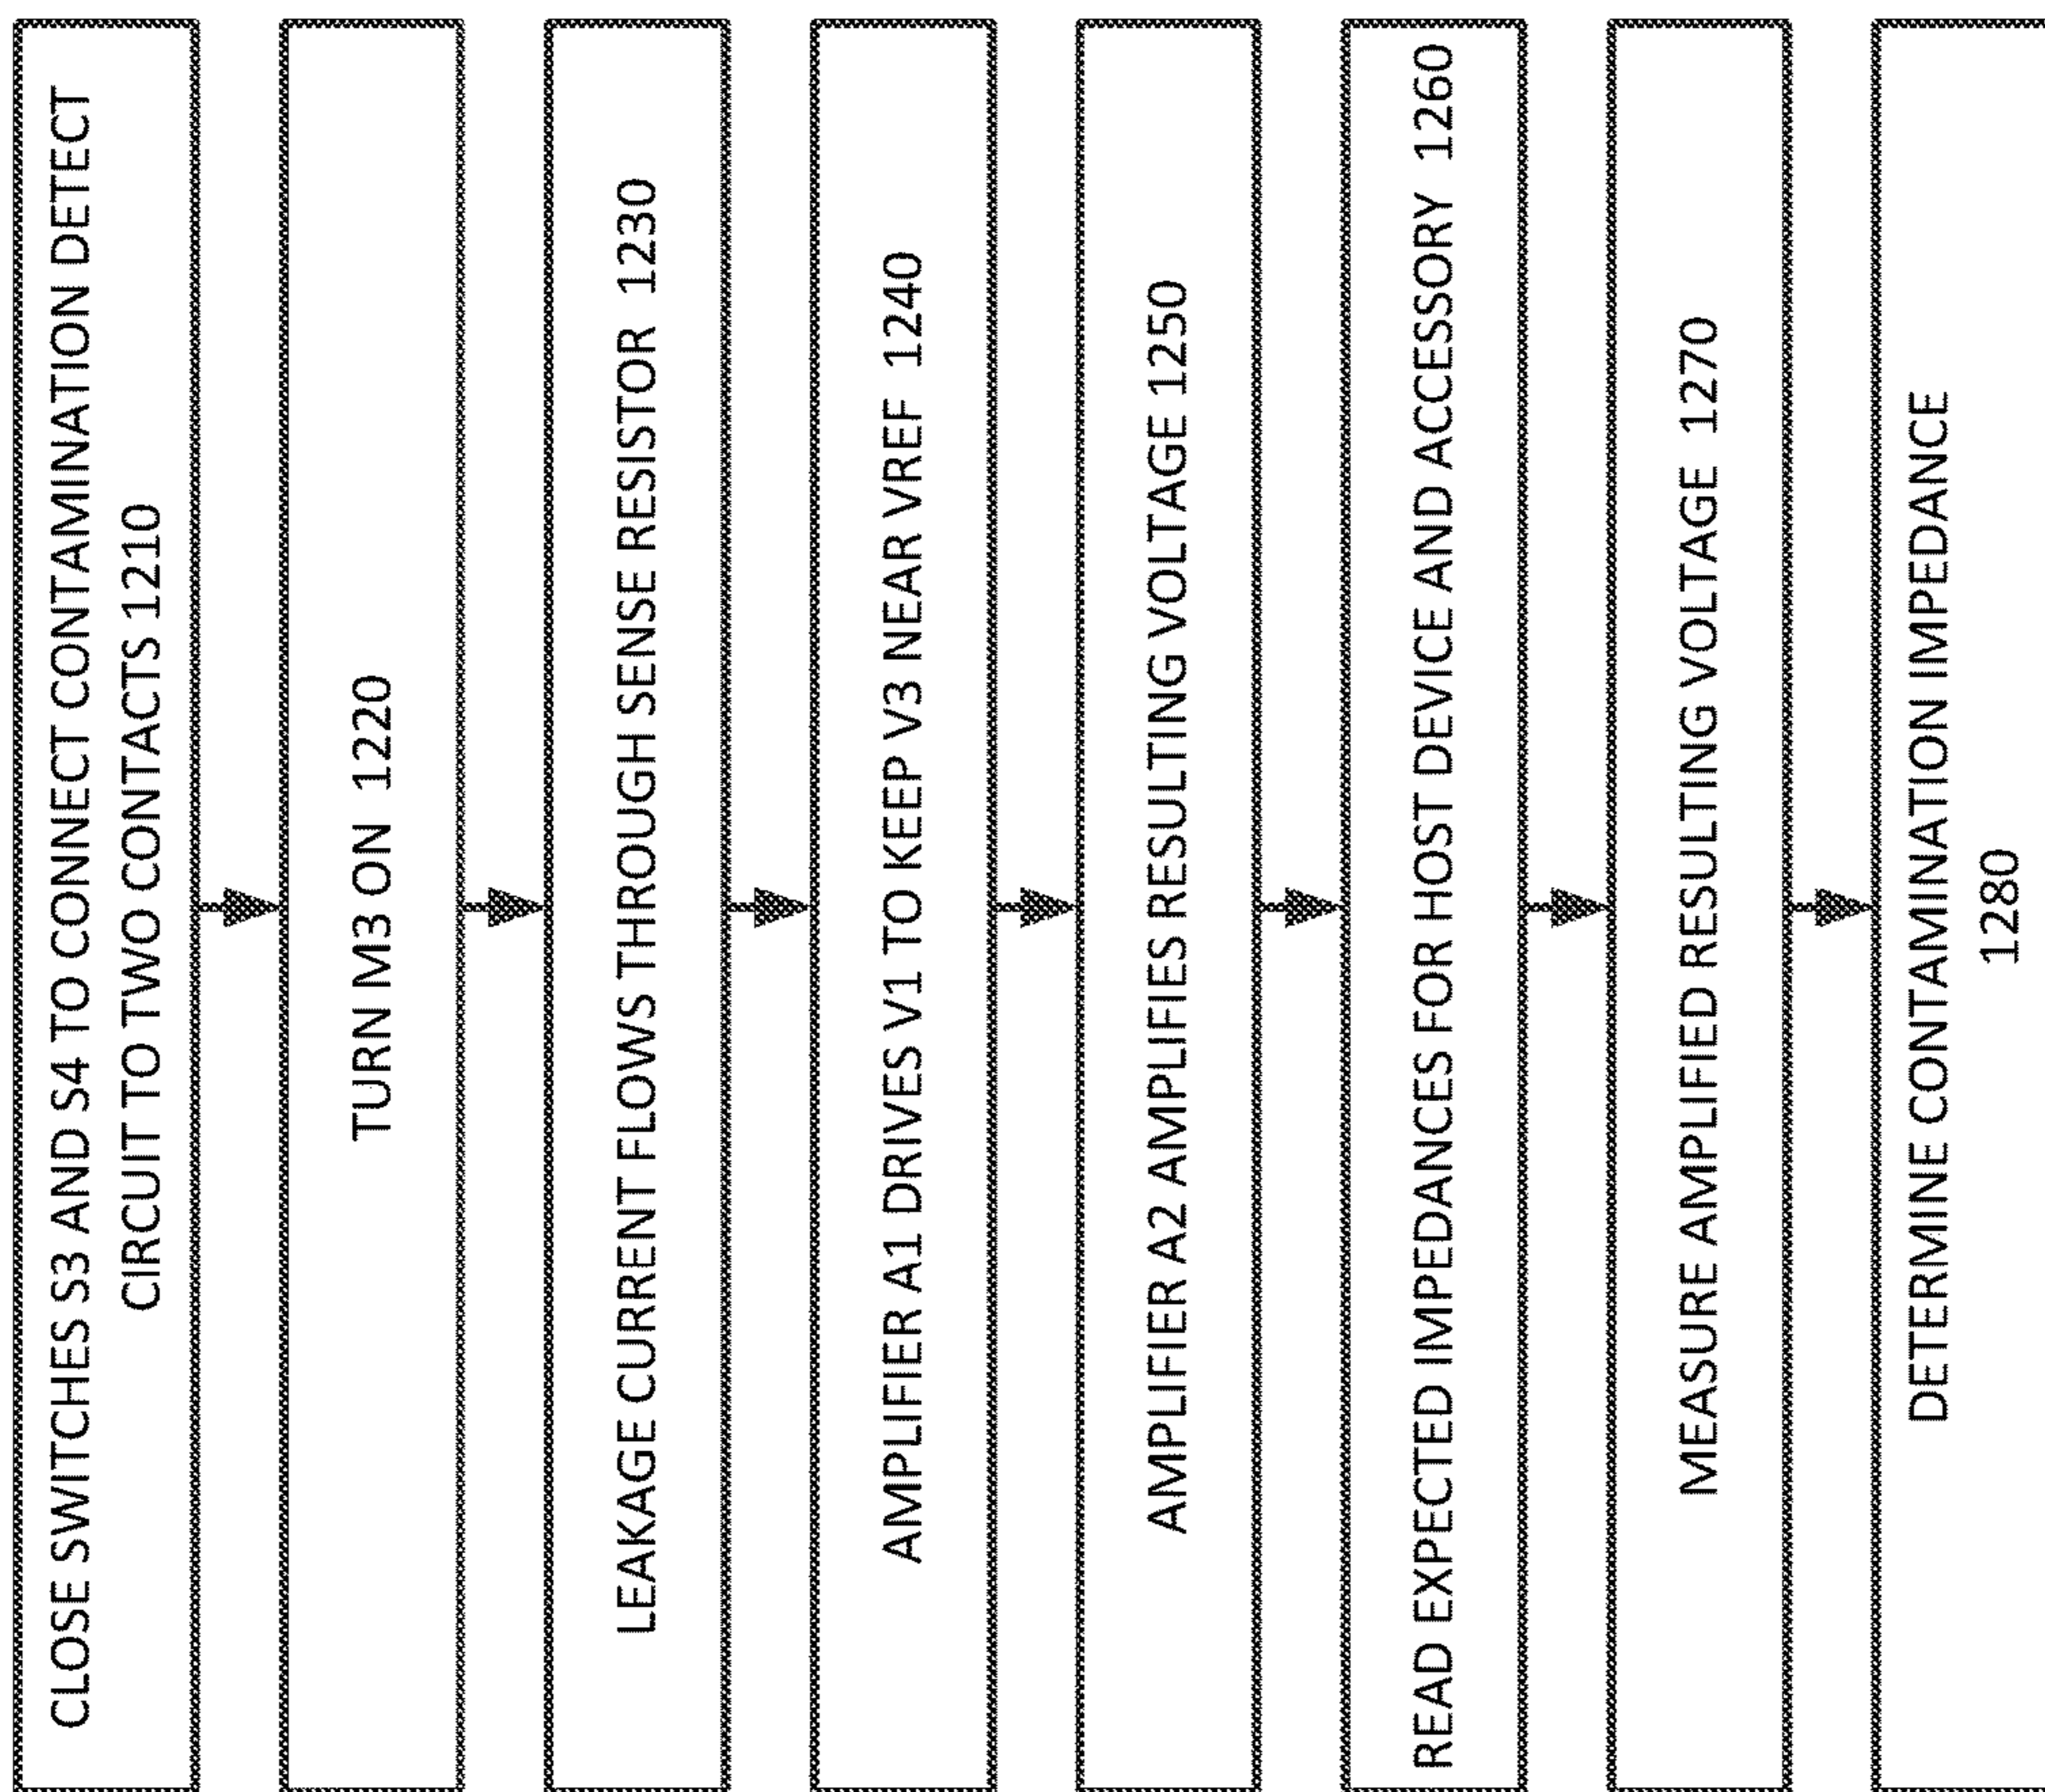 CLOSE SWITCHES S3 AND S4 TO CONNECT CONTAMINATION DETECT
CIRCUIT TO TWO CONTACTS 1210
TURN M3 ON 1220
LEAKAGE CURRENT FLOWS THROUGH SENSE RESISTOR 1230
AMPLIFIER A1 DRIVES V1 TO KEEP V3 NEAR VREF 1240
AMPLIFIER A2 AMPLIFIES RESULTING VOLTAGE 1250
READ EXPECTED IMPEDANCES FOR HOST DEVICE AND ACCESSORY 1260
MEASURE AMPLIFIED RESULTING VOLTAGE 1270
DETERMINE CONTAMINATION IMPEDANCE
1280